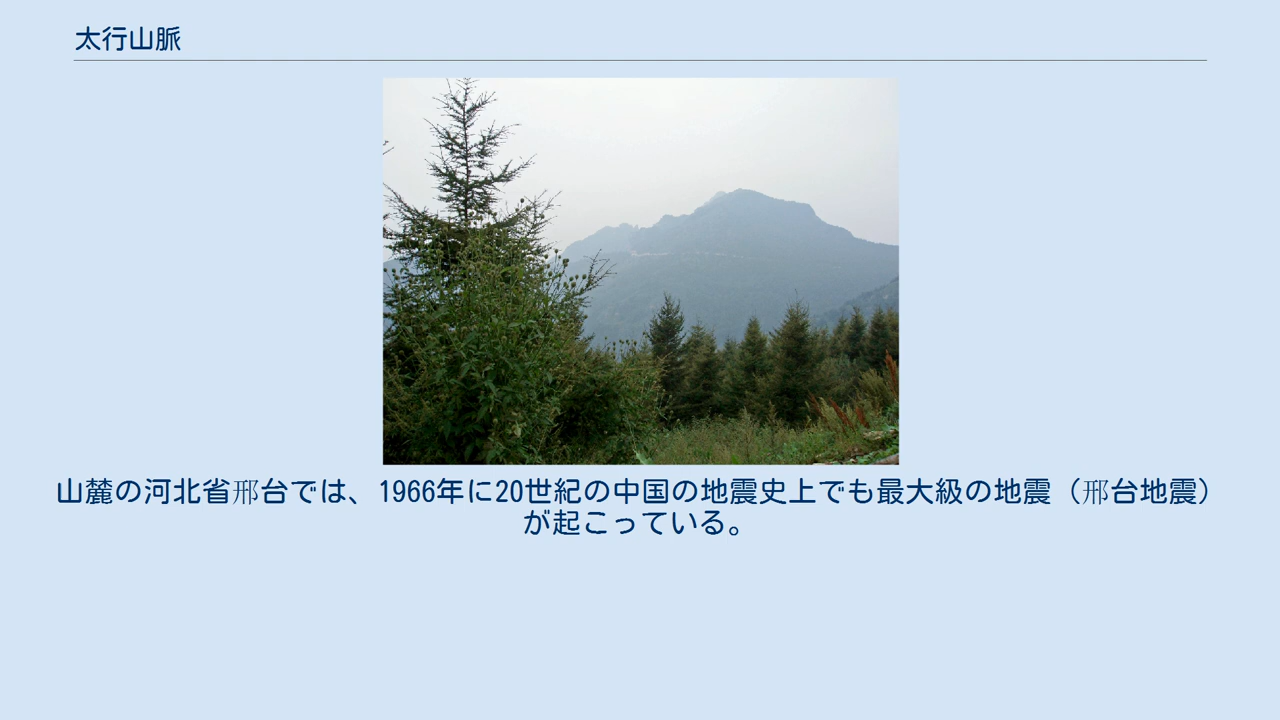 太行山脈
山麓の河北省邢台では、1966年に20世紀の中国の地震史上でも最大級の地震（邢台地震）
が起こっている。